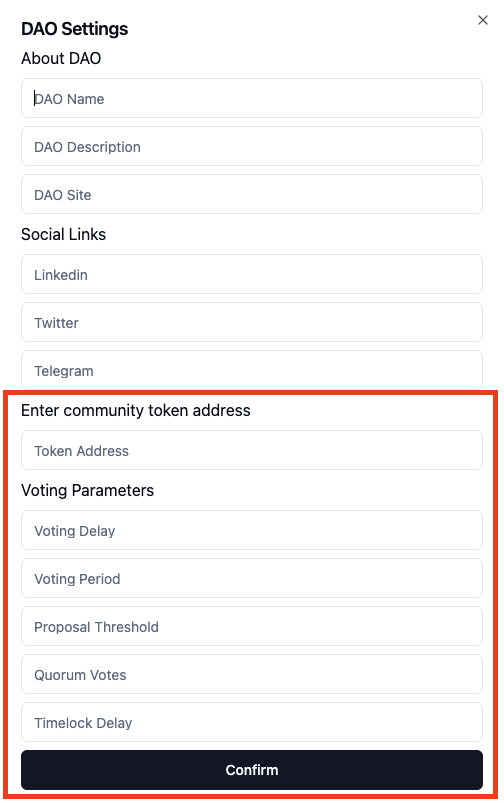 DAO Settings
About DAO
DAO Name
DAO Description
DAO Site
Social Links
Linkedin
Twitter
Telegram
Enter community token address
Token Address
Voting Parameters
Voting Delay
Voting Period
Proposal Threshold
Quorum Votes
Timelock Delay
Confirm